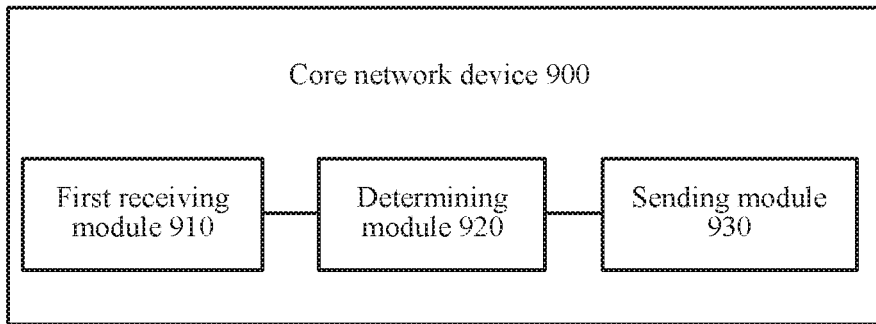 Core network device 900
First receiving
module 910
Determining
module 920
Sending module
930